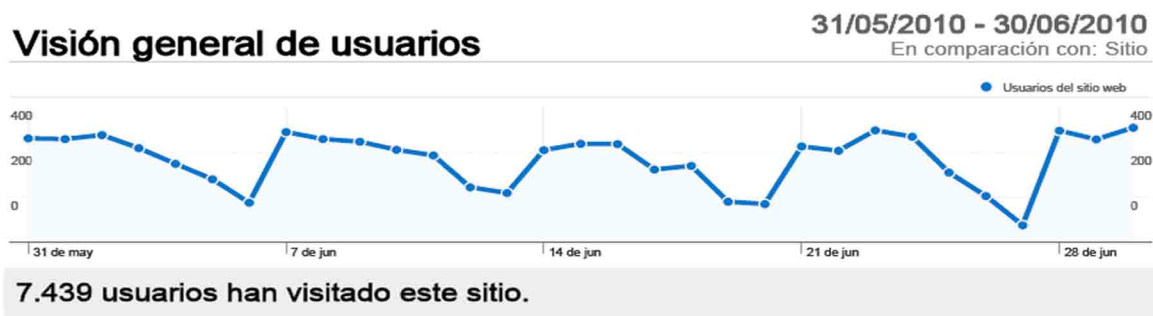 31/05/2010 - 30/06/2010
Visión general de usuarios
En comparación con: Sitio
Usuarios del sitio web
400 400
200 200
0 0
31 de may 7 de jun 14 de jun 21 de jun 28 de jun
7.439 usuarios han visitado este sitio.